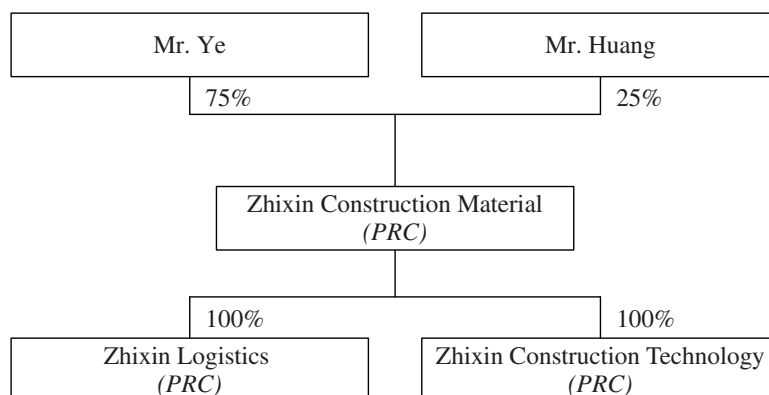 Mr. Ye
Mr. Huang
75%
25%
Zhixin Construction Material
(PRC)
100%
100%
Zhixin Logistics
(PRC)
Zhixin Construction Technology
(PRC)